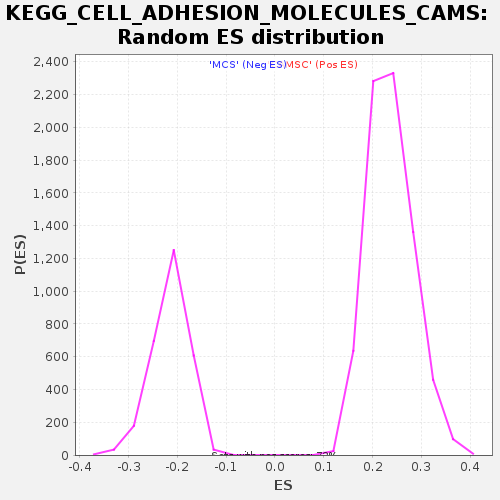 KEGG_CELL_ADHESION_MOLECULES_CAMS:
Random ES distribution
'MCS' (Neg ES)
'MSC' (Pos ES)
2,400
2,200
2,000
1,800
1,600
1,400
1,200
1,000
800
600
400
200
0
P(ES)
-0.4 -0.3 -0.2 -0.1 0.0 0.1 0.2 0.3 0.4
ES